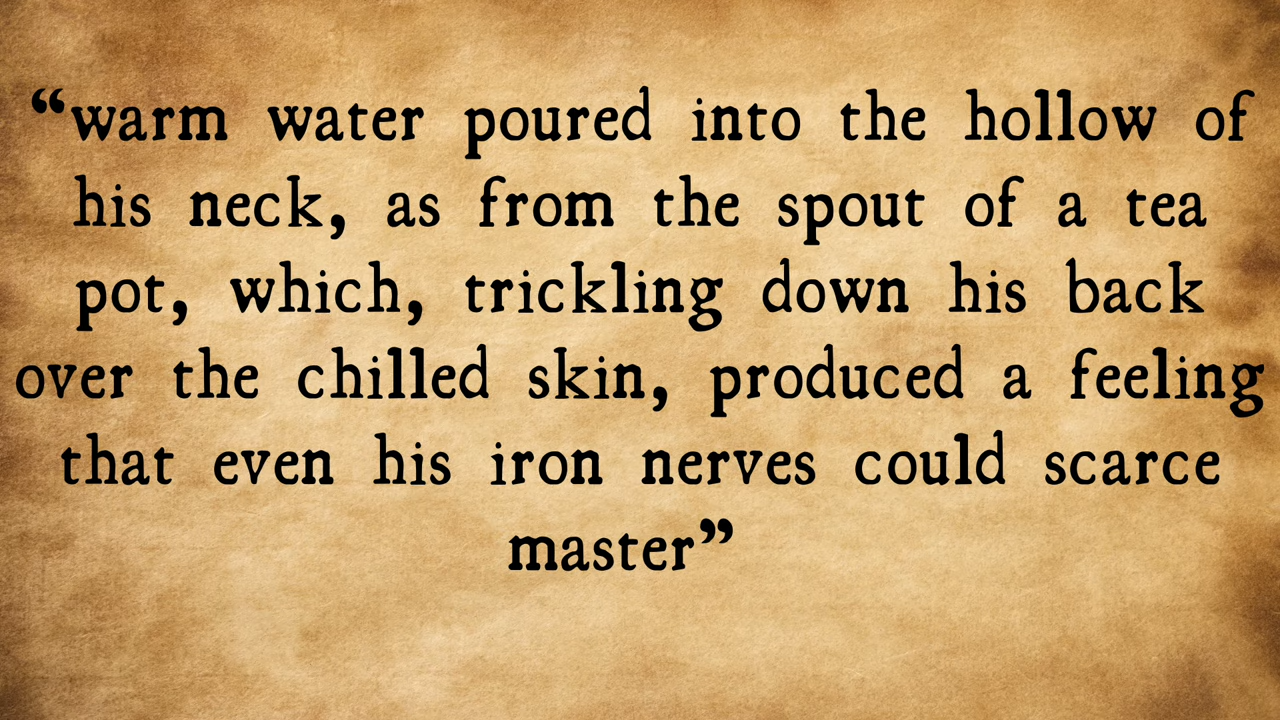 “warm water poured into the hollow of
his neck, as from the spout of a tea
pot, which, trickling down his back
over the chilled skin, produced a feeling
that even his iron nerves could scarce
master”